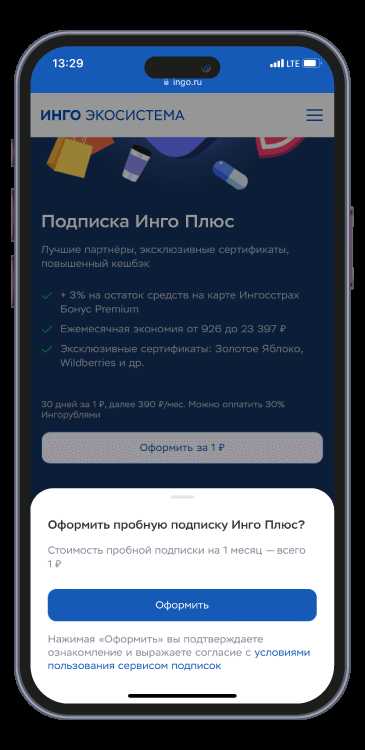 13:29
LTE
ingo.ru
ИНГО ЭКОСИСТЕМА
Подписка Инго Плюс
Лучшие партнёры, эксклюзивные сертификаты,
повышенный кешбэк
+ 3% на остаток средств на карте Ингосстрах
Бонус Premium
Ежемесячная экономия от 926 до 23 397 ₽
Эксклюзивные сертификаты: Золотое Яблоко,
Wildberries и др.
30 дней за 1 ₽, далее 390 ₽/мес. Можно оплатить 30%
Ингорублями
Оформить за 1 ₽
Оформить пробную подписку Инго Плюс?
Стоимость пробной подписки на 1 месяц — всего
1 ₽
Оформить
Нажимая «Оформить» вы подтверждаете
ознакомление и выражаете согласие с условиями
пользования сервисом подписок